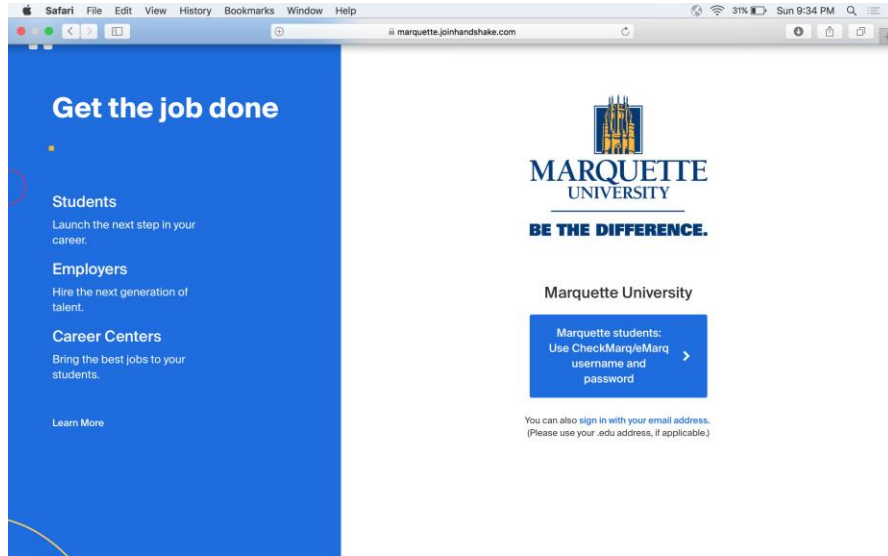 Safari File Edit View History Bookmarks Window Help 31% Sun 9:34 PM
marquette.joinhandshake.com
Get the job done
Students
Launch the next step in your
career.
Employers
Hire the next generation of
talent.
Career Centers
Bring the best jobs to your
students.
Learn More
MARQUETTE
UNIVERSITY
BE THE DIFFERENCE.
Marquette University
Marquette students:
Use CheckMarq/eMarq
username and
password
You can also sign in with your email address.
(Please use your .edu address, if applicable.)